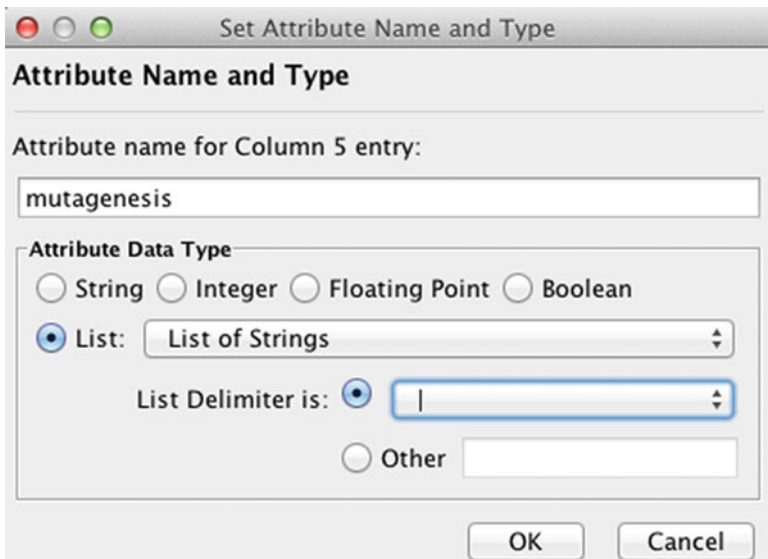 Set Attribute Name and Type
Attribute Name and Type
Attribute name for Column 5 entry:
mutagenesis
Attribute Data Type
String Integer Floating Point Boolean
List: List of Strings
List Delimiter is: |
Other
OK Cancel